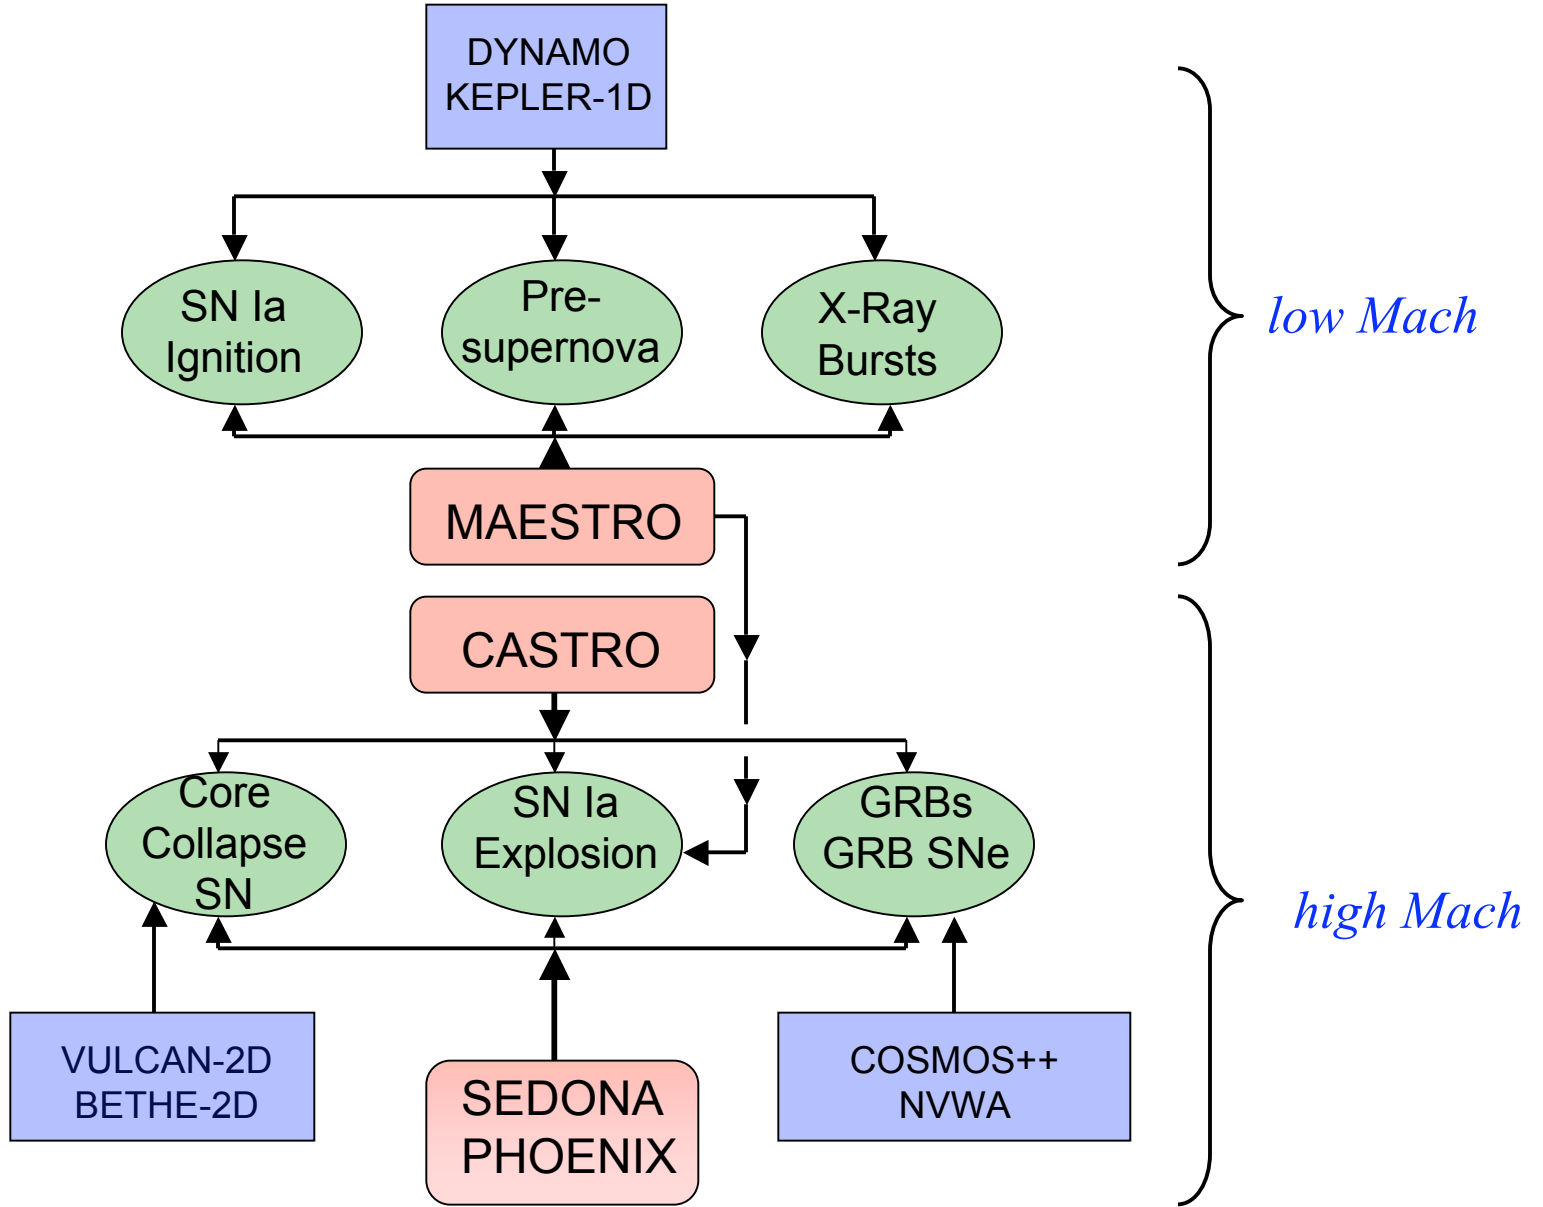 DYNAMO
KEPLER-1D
SN Ia
Ignition
Pre-
supernova
X-Ray
Bursts
low Mach
MAESTRO
CASTRO
Core
Collapse
SN
SN Ia
Explosion
GRBs
GRB SNe
high Mach
VULCAN-2D
BETHE-2D
SEDONA
PHOENIX
COSMOS++
NVWA